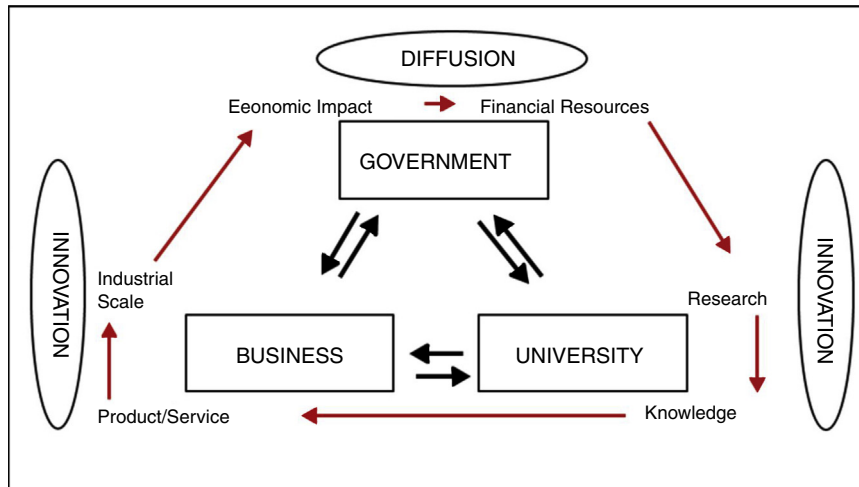 DIFFUSION
Eeonomic Impact
Financial Resources
GOVERNMENT
INNOVATION
Industrial
Scale
Research
INNOVATION
BUSINESS
UNIVERSITY
Product/Service
Knowledge